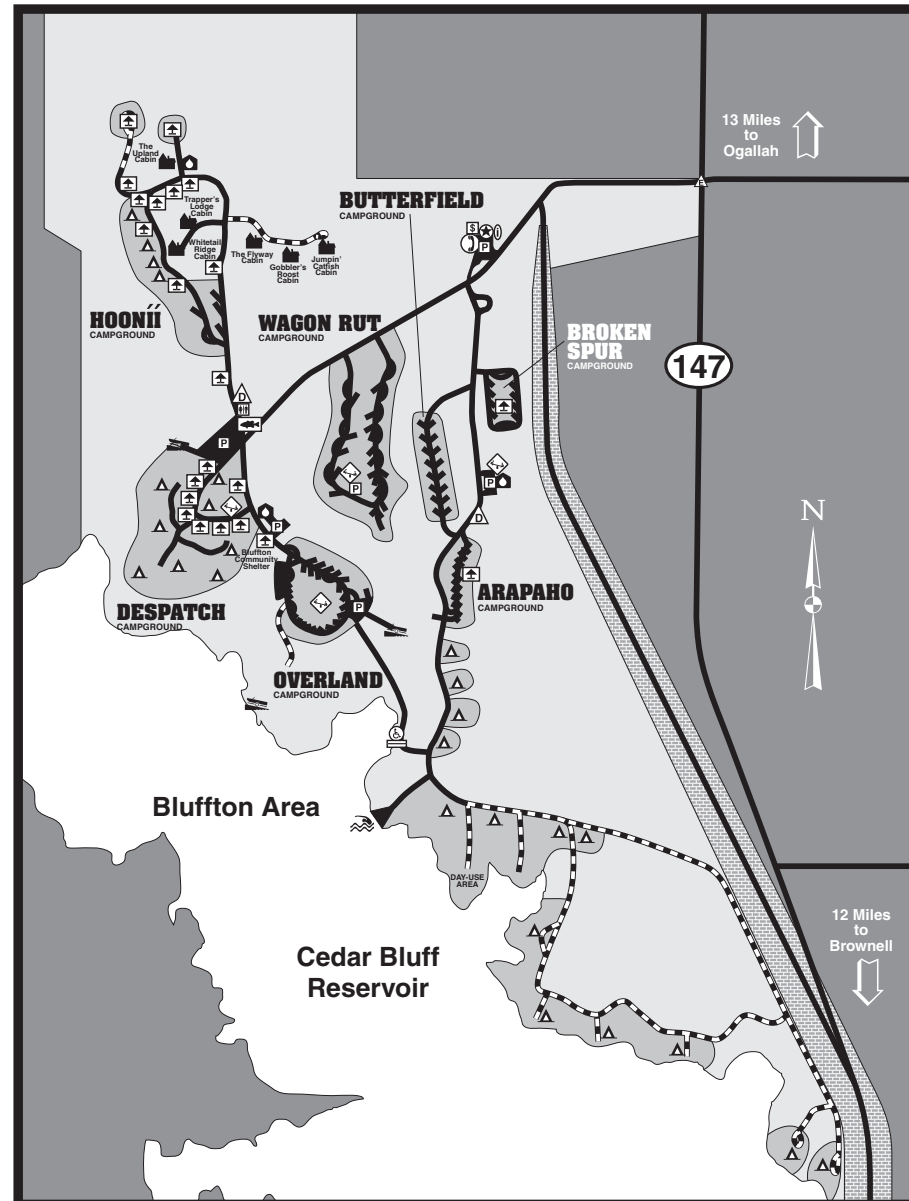 13 Miles
to
Ogallah
The
Upland
Cabin
Trapper's
Lodge
Cabin
Whitetail
Ridge
Cabin
The Flyway
Cabin
Gobbler's
Roost
Cabin
Jumpin'
Catfish
Cabin
BUTTERFIELD
CAMPGROUND
$
i
P
E
HOONÍÍ
CAMPGROUND
WAGON RUT
CAMPGROUND
BROKEN
SPUR
CAMPGROUND
147
D
P
P
P
D
N
P
Bluffton
Community
Shelter
DESPATCH
CAMPGROUND
P
ARAPAHO
CAMPGROUND
OVERLAND
CAMPGROUND
Bluffton Area
DAY-USE
AREA
12 Miles
to
Brownell
Cedar Bluff
Reservoir